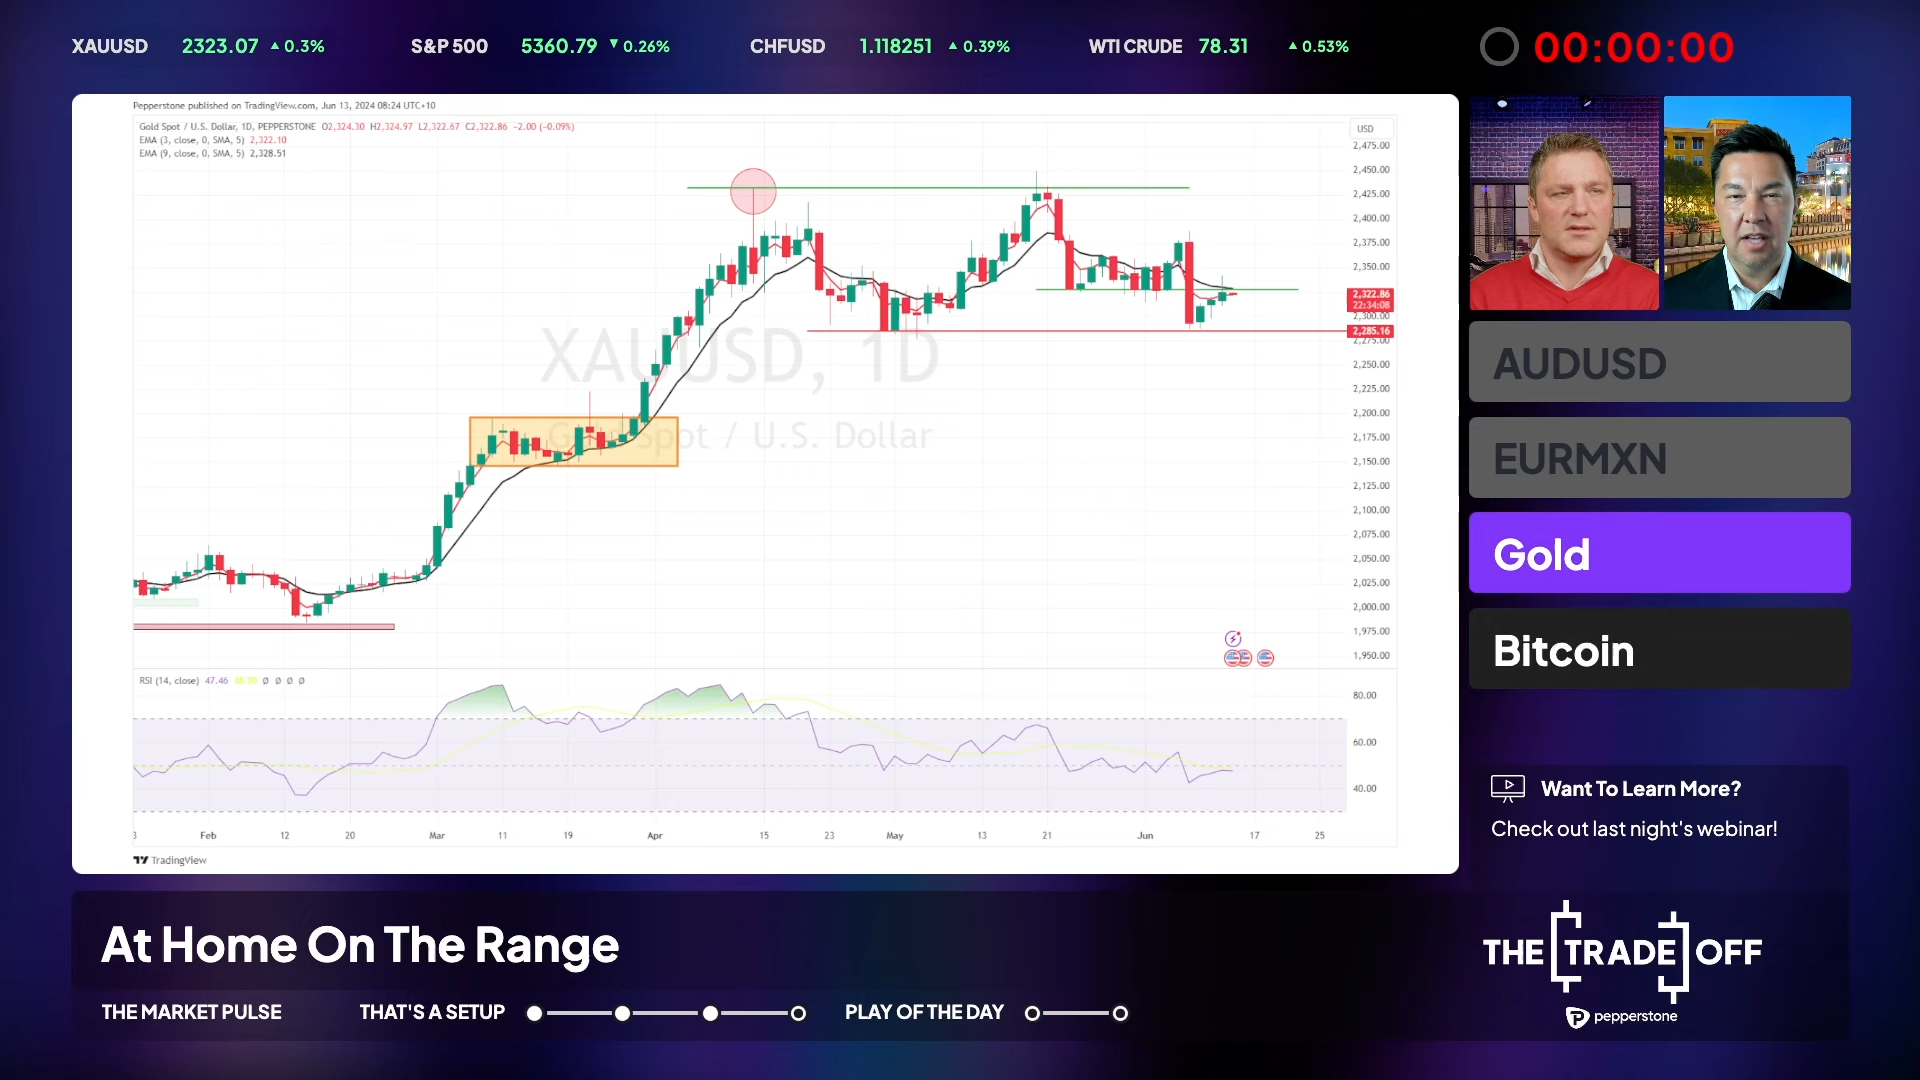 XAUUSD 2323.07 ▲ 0.3% S&P 500 5360.79 ▼ 0.26% CHFUSD 1.118251 ▲ 0.39% WTI CRUDE 78.31 ▲ 0.53% 00:00:00
Pepperstone published on TradingView.com, Jun 13, 2024 08:24 UTC+10
Gold Spot / U.S. Dollar, 1D, PEPPERSTONE O2,324.30 H2,324.97 L2,322.67 C2,322.86 -2.00 (-0.09%)
EMA (3, close, 0, SMA, 5) 2,322.10
EMA (9, close, 0, SMA, 5) 2,328.51
USD
2,475.00
2,450.00
2,425.00
2,400.00
2,375.00
2,350.00
2,322.86
22:34:08
2,300.00
2,285.16
2,275.00
2,250.00
2,225.00
2,200.00
2,175.00
2,150.00
2,125.00
2,100.00
2,075.00
2,050.00
2,025.00
2,000.00
1,975.00
1,950.00
XAUUSD, 1D
Gold Spot / U.S. Dollar
RSI (14, close) 47.46 Ø Ø Ø Ø
80.00
60.00
40.00
Feb 12 20 Mar 11 19 Apr 15 23 May 13 21 Jun 17 25
TradingView
AUDUSD
EURMXN
Gold
Bitcoin
Want To Learn More?
Check out last night's webinar!
At Home On The Range
THE MARKET PULSE THAT'S A SETUP PLAY OF THE DAY
THE TRADE OFF
pepperstone